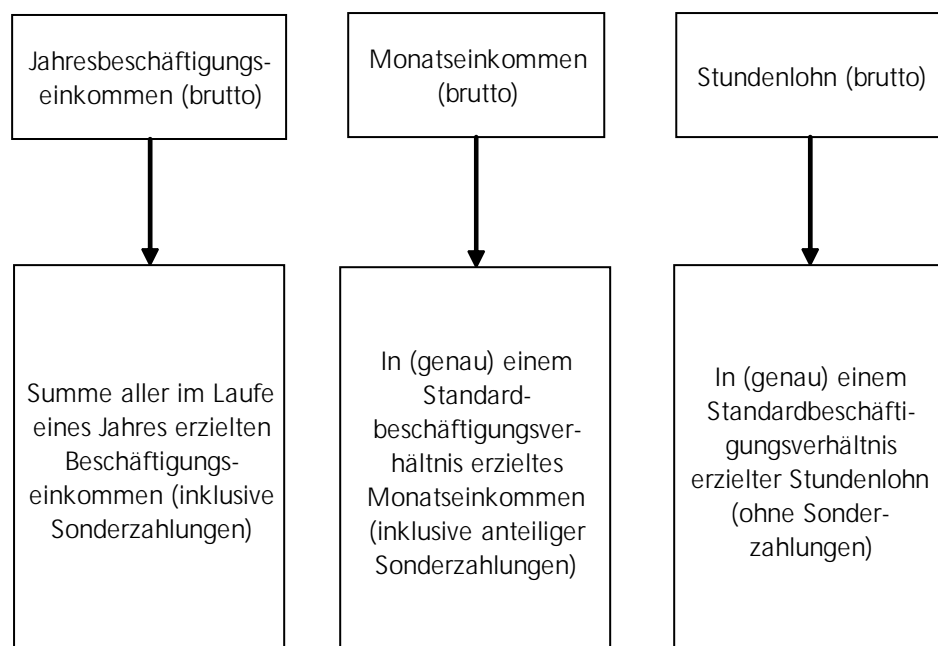 Jahresbeschäftigungs-
einkommen (brutto)
Monatseinkommen
(brutto)
Stundenlohn (brutto)
Summe aller im Laufe
eines Jahres erzielten
Beschäftigungs-
einkommen (inklusive
Sonderzahlungen)
In (genau) einem
Standard-
beschäftigungsver-
hältnis erzieltes
Monatseinkommen
(inklusive anteiliger
Sonderzahlungen)
In (genau) einem
Standardbeschäfti-
gungsverhältnis
erzielter Stundenlohn
(ohne Sonder-
zahlungen)